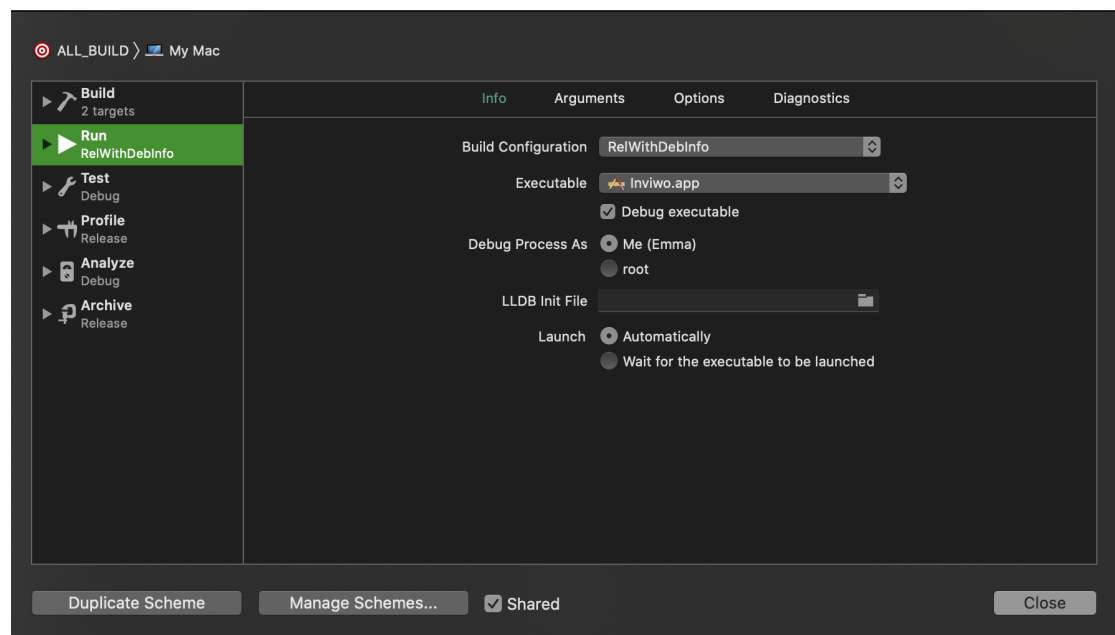 ALL_BUILD 〉 My Mac
Build
2 targets
Run
RelWithDebInfo
Test
Debug
Profile
Release
Analyze
Debug
Archive
Release
Info Arguments Options Diagnostics
Build Configuration RelWithDebInfo
Executable Inviwo.app
Debug executable
Debug Process As Me (Emma)
root
LLDB Init File
Launch Automatically
Wait for the executable to be launched
Duplicate Scheme Manage Schemes... Shared Close